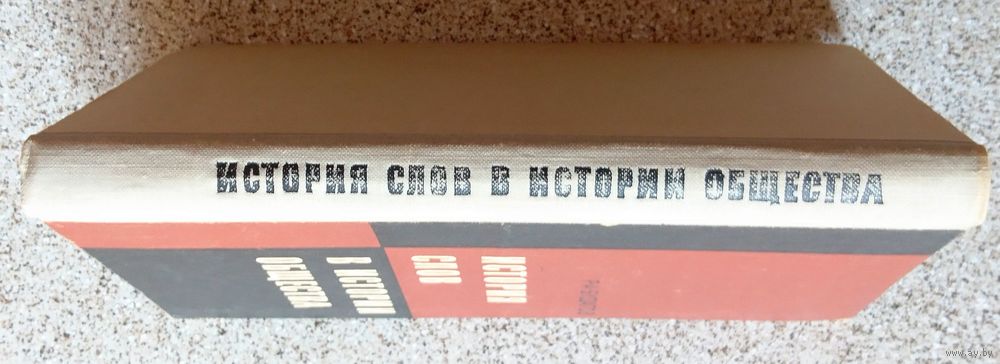 ИСТОРИЯ СЛОВ В ИСТОРИИ ОБЩЕСТВА
ИСТОРИЯ
СЛОВ
В ИСТОРИИ
ОБЩЕСТВА
www.ay.by